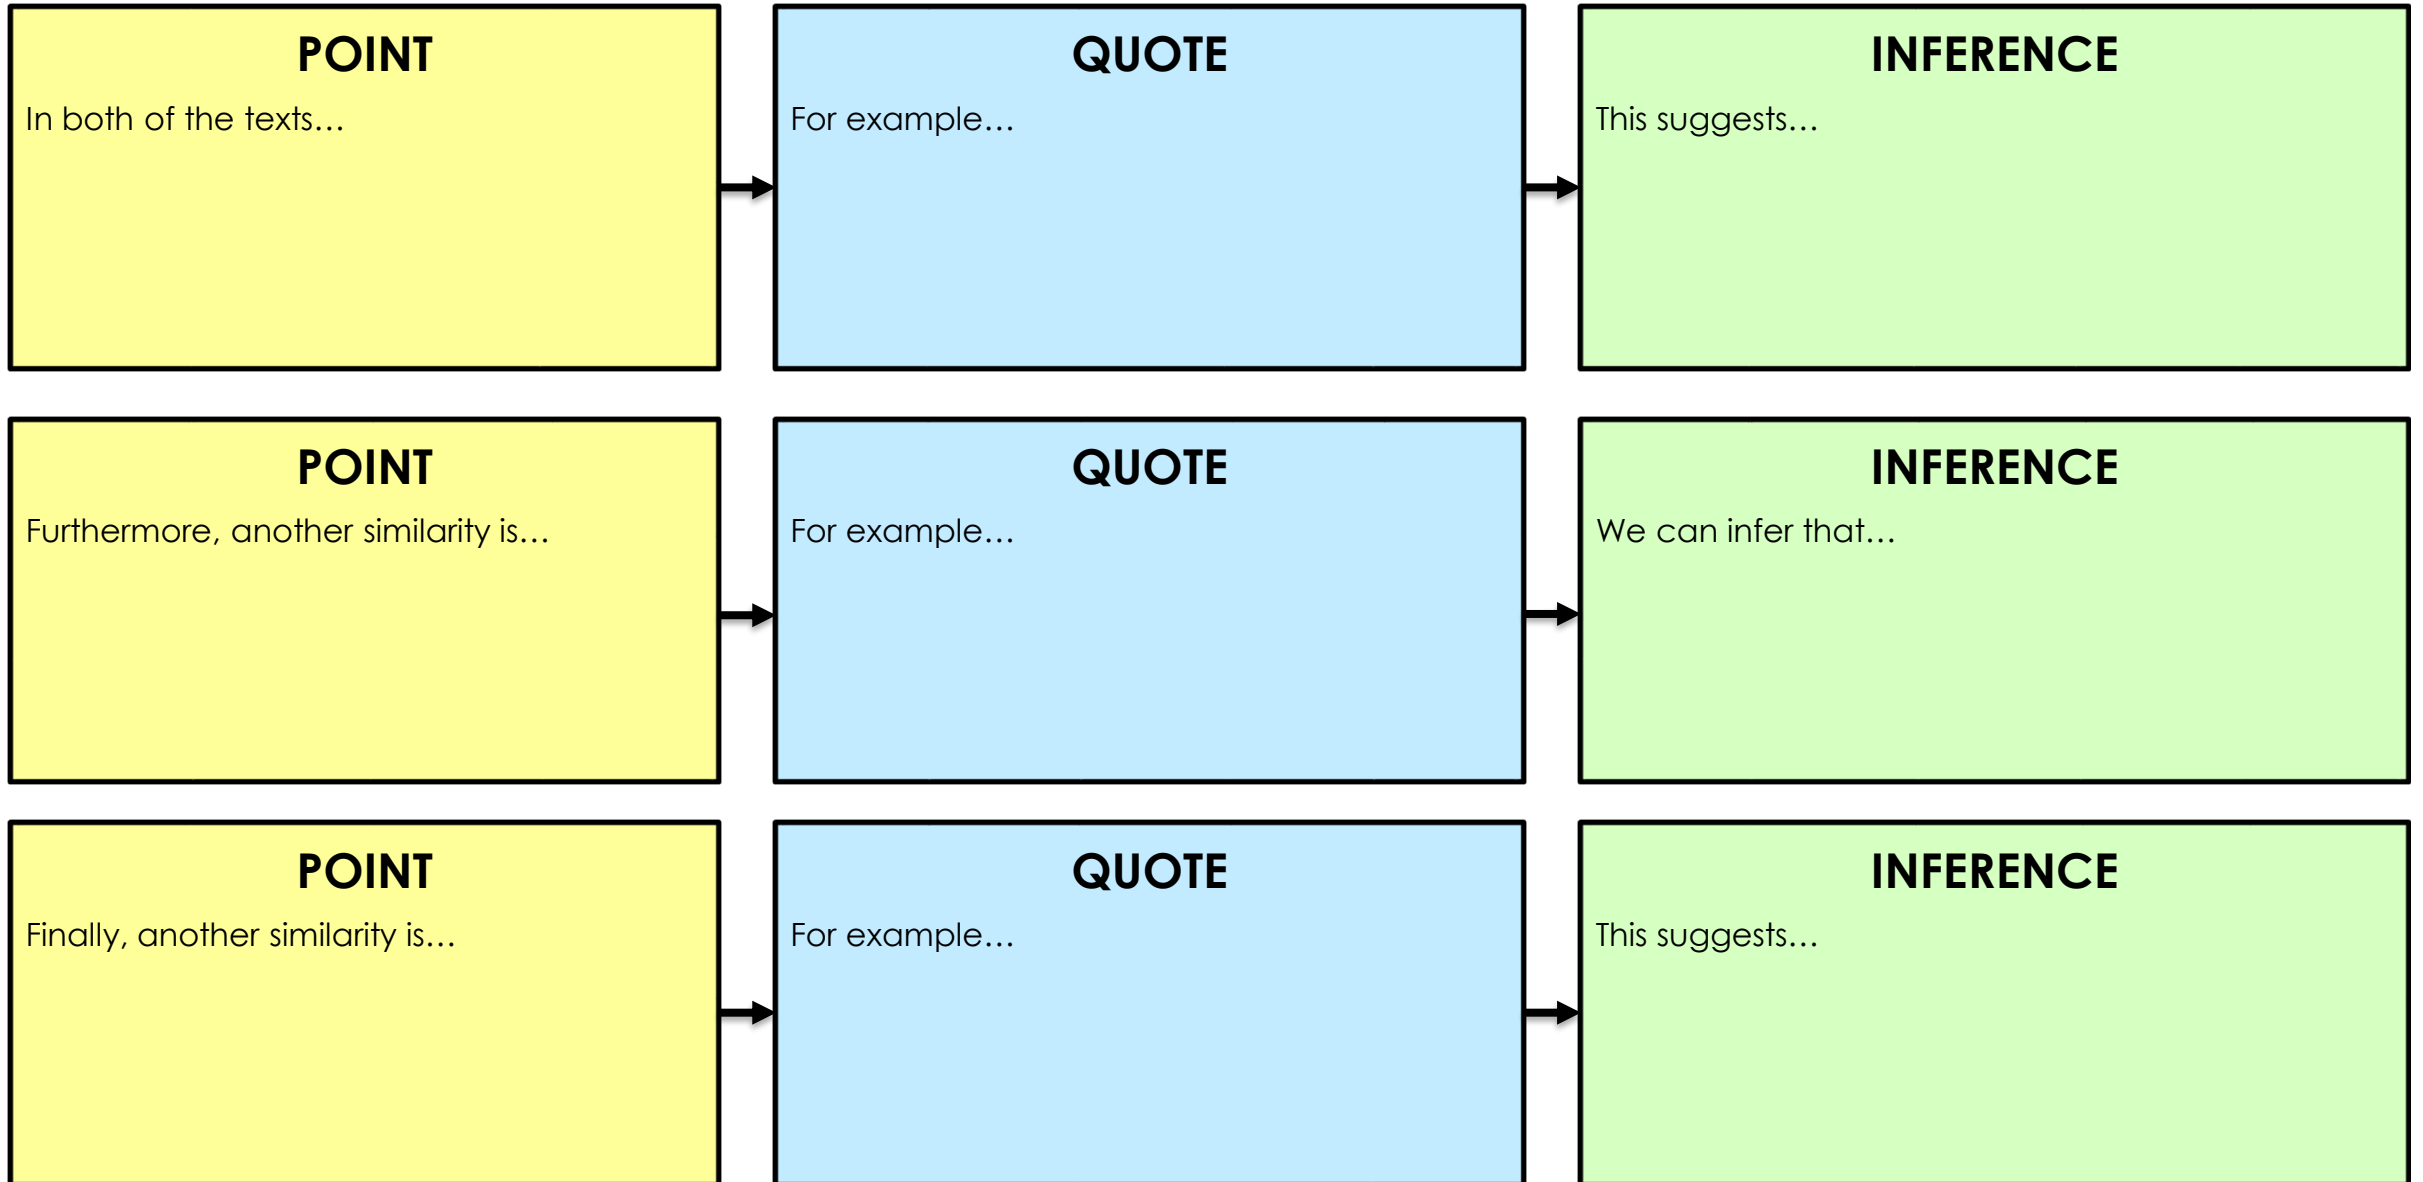 POINT
In both of the texts…
QUOTE
For example…
INFERENCE
This suggests…
POINT
Furthermore, another similarity is…
QUOTE
For example…
INFERENCE
We can infer that…
POINT
Finally, another similarity is…
QUOTE
For example…
INFERENCE
This suggests…